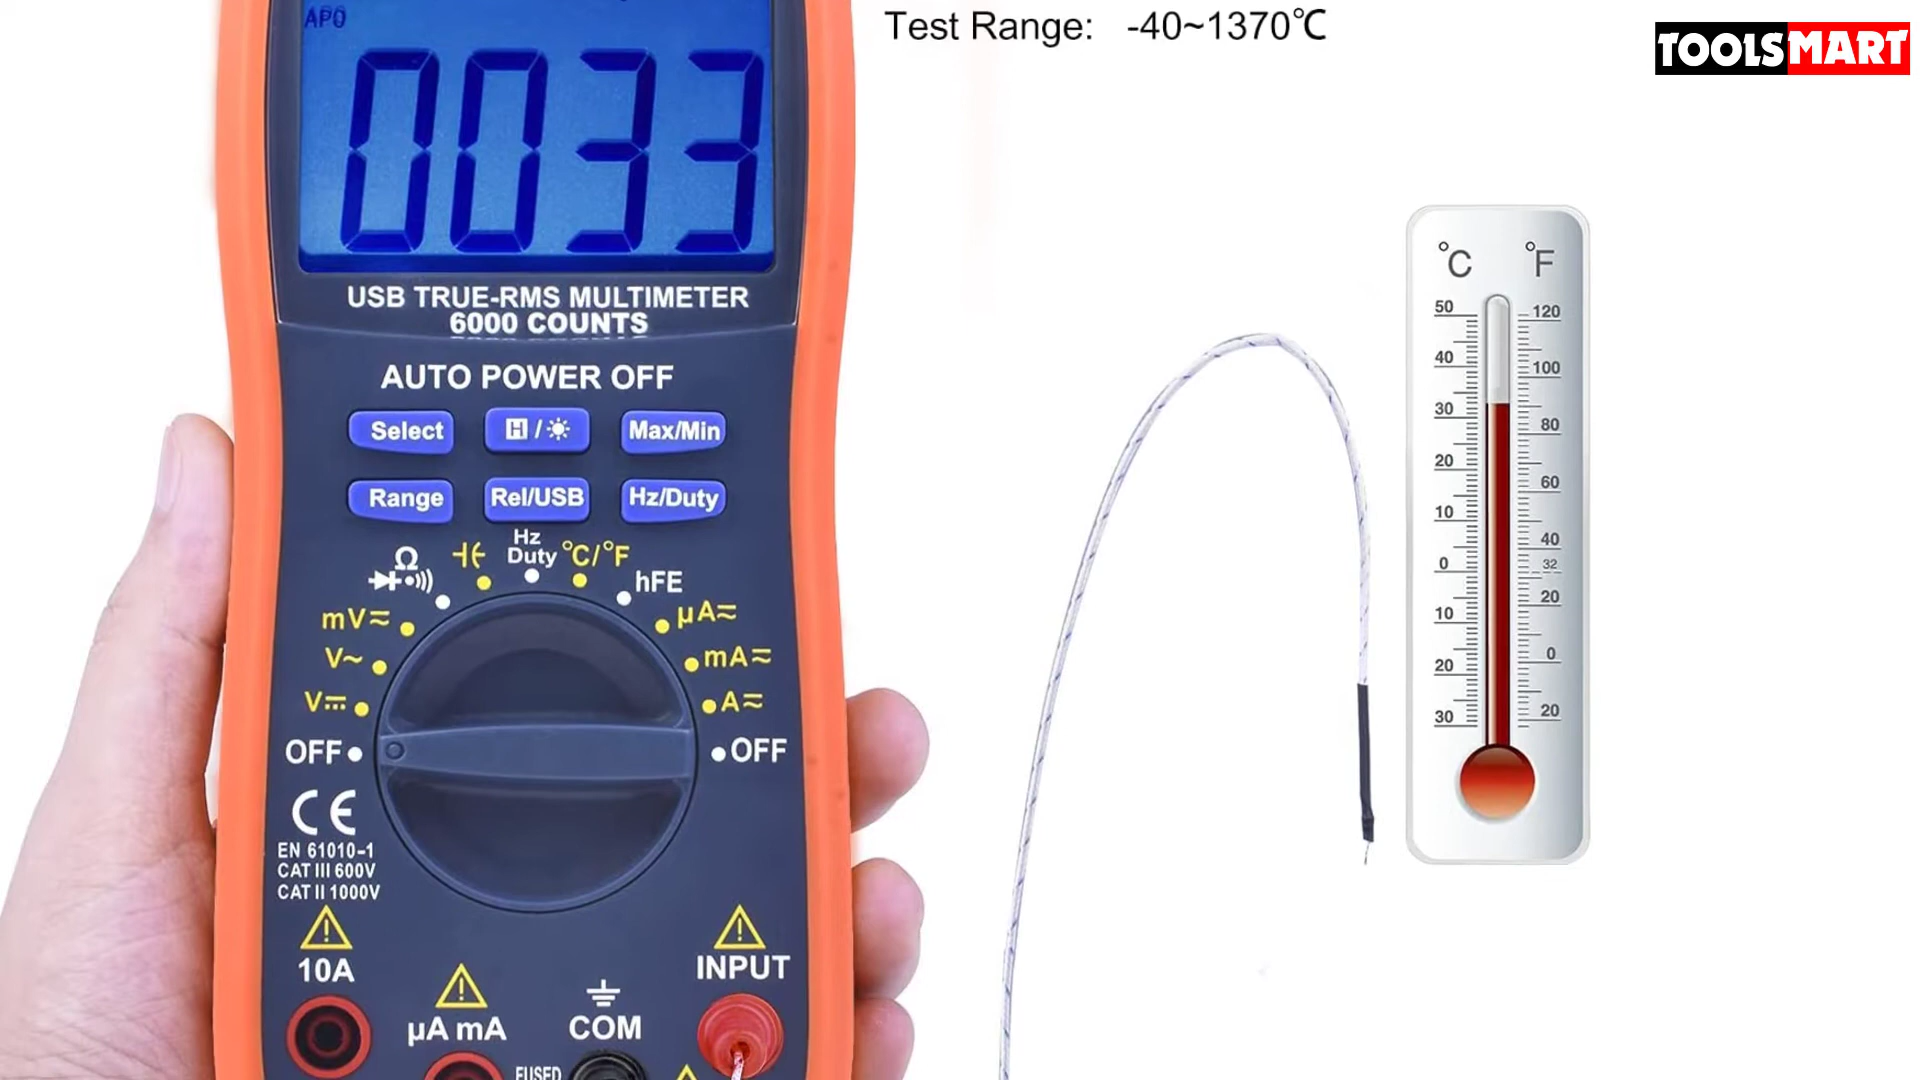 APO
0033
Test Range: -40~1370℃
TOOLSMART
USB TRUE-RMS MULTIMETER
6000 COUNTS
AUTO POWER OFF
Select
H /
Max/Min
Range
Rel/USB
Hz/Duty
Hz
Duty
°C/°F
Ω
hFE
mV
μA
V~
mA
V
A
OFF
OFF
CE
EN 61010-1
CAT III 600V
CAT II 1000V
10A
μA mA
COM
INPUT
FUSED
°C °F
50 120
40 100
30 80
20 60
10 40
0 32
10 20
20 0
30 20